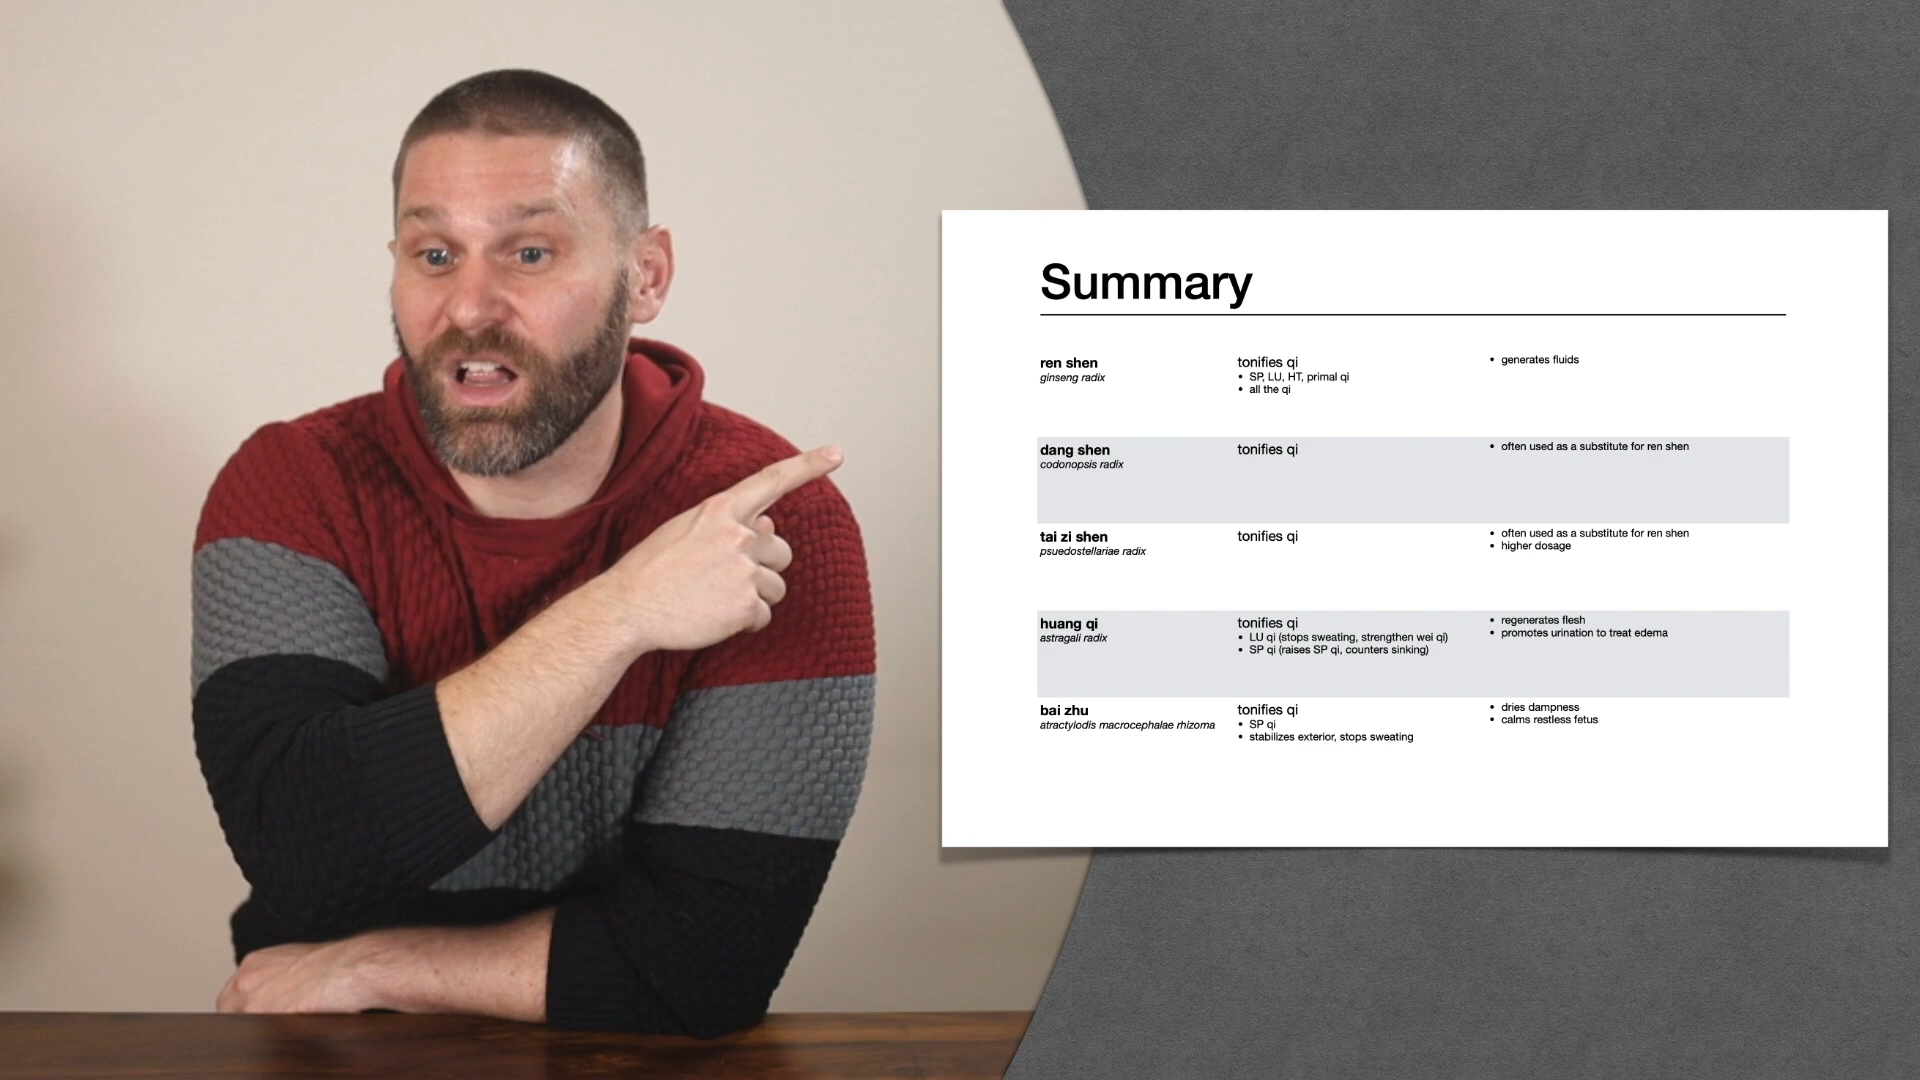 Summary
ren shen
ginseng radix
tonifies qi
• SP, LU, HT, primal qi
• all the qi
• generates fluids
dang shen
codonopsis radix
tonifies qi
• often used as a substitute for ren shen
tai zi shen
psuedostellariae radix
tonifies qi
• often used as a substitute for ren shen
• higher dosage
huang qi
astragali radix
tonifies qi
• LU qi (stops sweating, strengthen wei qi)
• SP qi (raises SP qi, counters sinking)
• regenerates flesh
• promotes urination to treat edema
bai zhu
atractylodis macrocephalae rhizoma
tonifies qi
• SP qi
• stabilizes exterior, stops sweating
• dries dampness
• calms restless fetus